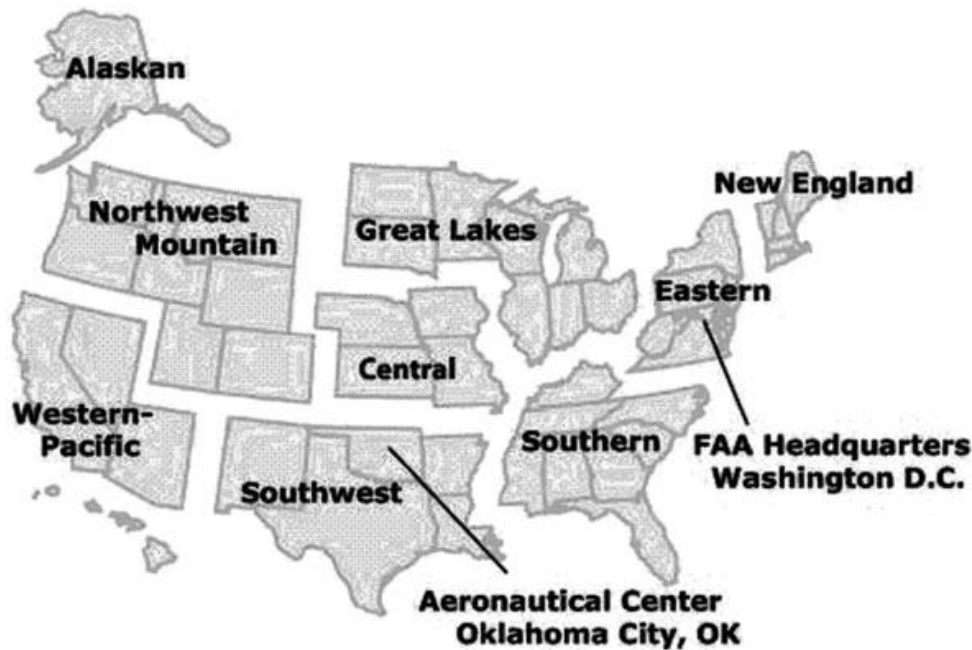 Alaskan
New England
Northwest
Mountain
Great Lakes
Eastern
Central
Western-
Pacific
Southern
FAA Headquarters
Washington D.C.
Southwest
Aeronautical Center
Oklahoma City, OK